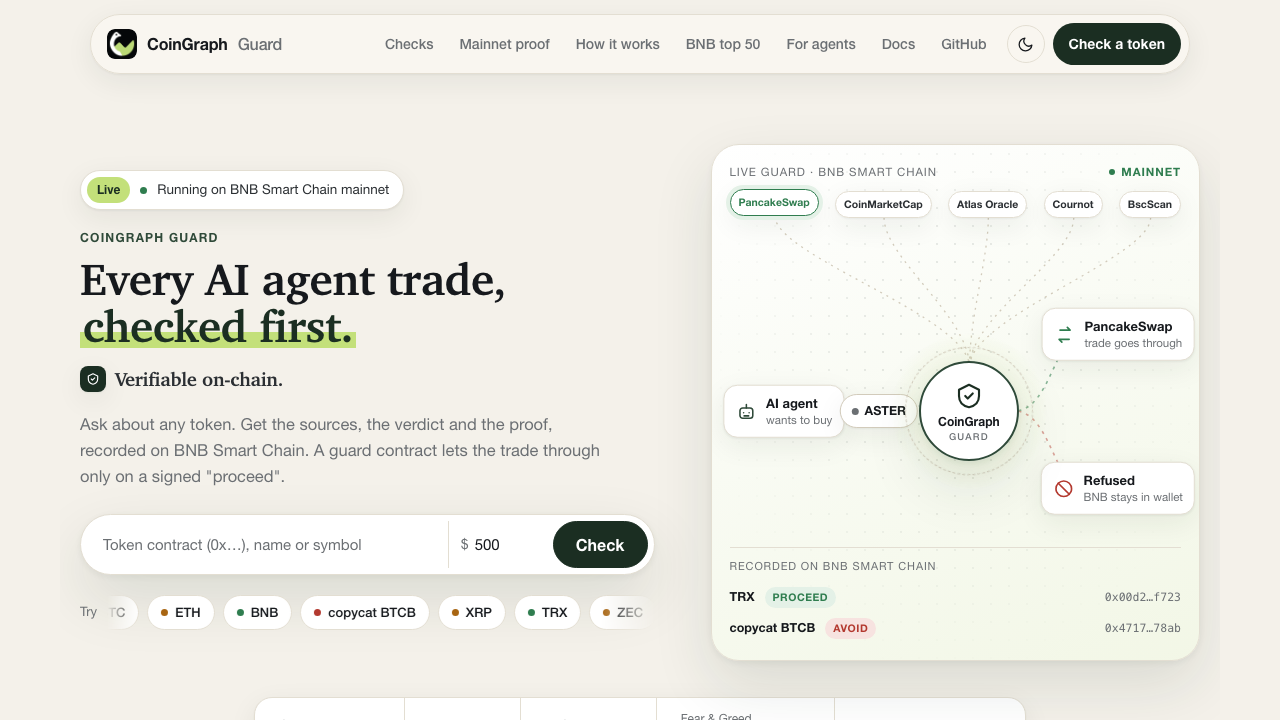 CoinGraph Guard
Checks
Mainnet proof
How it works
BNB top 50
For agents
Docs
GitHub
Check a token
Live
Running on BNB Smart Chain mainnet
COINGRAPH GUARD
Every AI agent trade,
checked first.
Verifiable on-chain.
Ask about any token. Get the sources, the verdict and the proof,
recorded on BNB Smart Chain. A guard contract lets the trade through
only on a signed "proceed".
Token contract (0x…), name or symbol
$ 500
Check
Try
TC
ETH
BNB
copycat BTCB
XRP
TRX
ZEC
LIVE GUARD · BNB SMART CHAIN
MAINNET
PancakeSwap
CoinMarketCap
Atlas Oracle
Cournot
BscScan
PancakeSwap
trade goes through
AI agent
wants to buy
ASTER
CoinGraph
GUARD
Refused
BNB stays in wallet
RECORDED ON BNB SMART CHAIN
TRX PROCEED 0x00d2…f723
copycat BTCB AVOID 0x4717…78ab
Fear & Greed